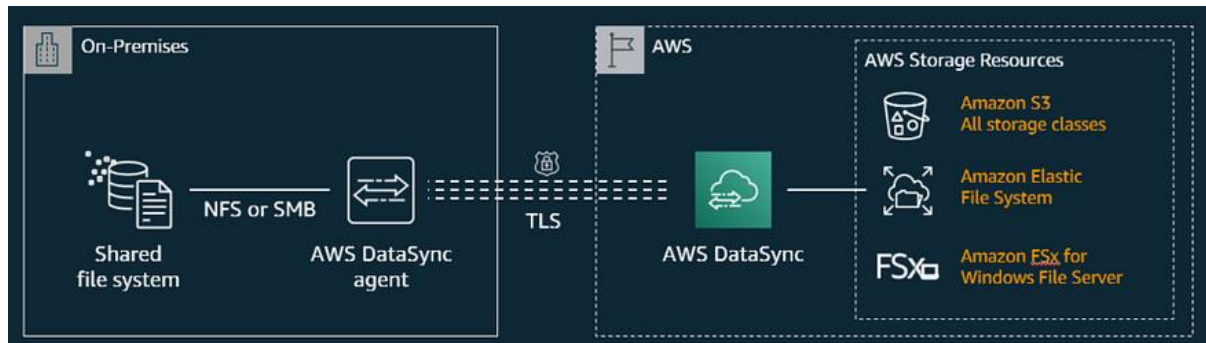 On-Premises
Shared
file system
NFS or SMB
AWS DataSync
agent
TLS
AWS
AWS DataSync
AWS Storage Resources
Amazon S3
All storage classes
Amazon Elastic
File System
FSx
Amazon FSx for
Windows File Server